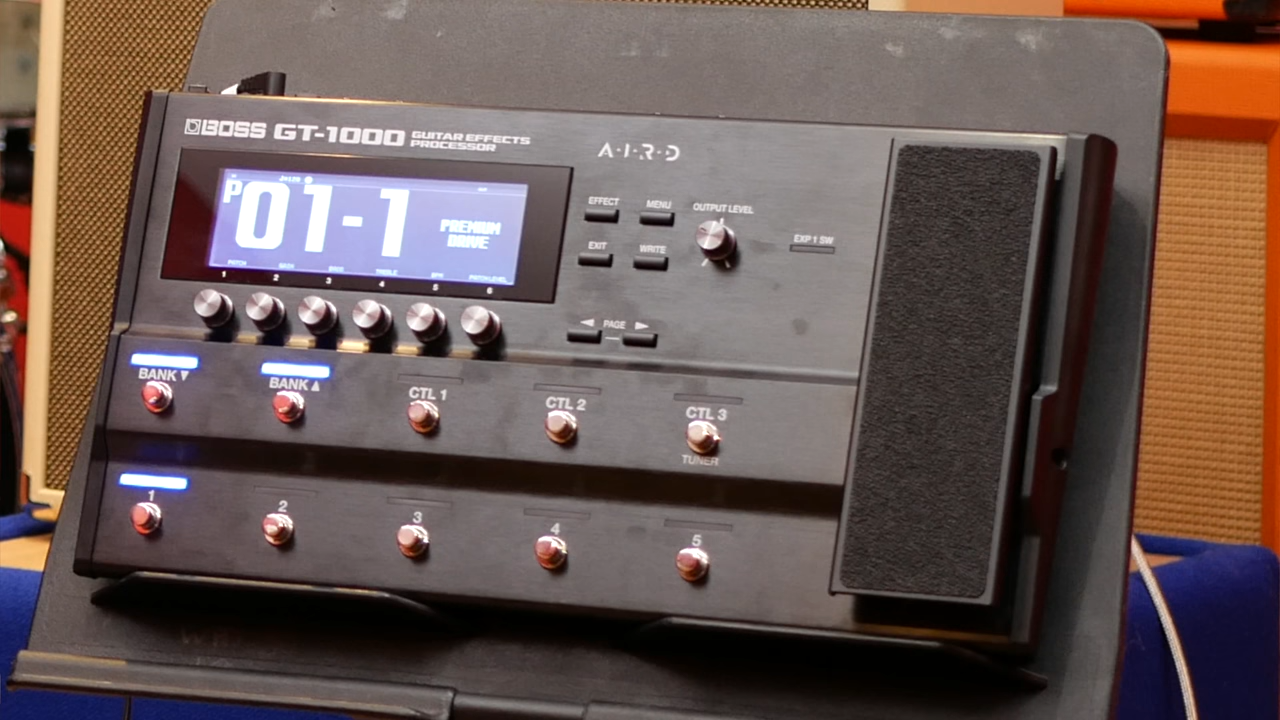 BOSS GT-1000 GUITAR EFFECTS
PROCESSOR
A·I·R·D
P01-1
PREMIUM
DRIVE
PATCH LEVEL
1 2 3 4 5 6
EFFECT MENU OUTPUT LEVEL
EXIT WRITE
EXP 1 SW
◄ PAGE ►
BANK ▼
BANK ▲
CTL 1
CTL 2
CTL 3
TUNER
1 2 3 4 5